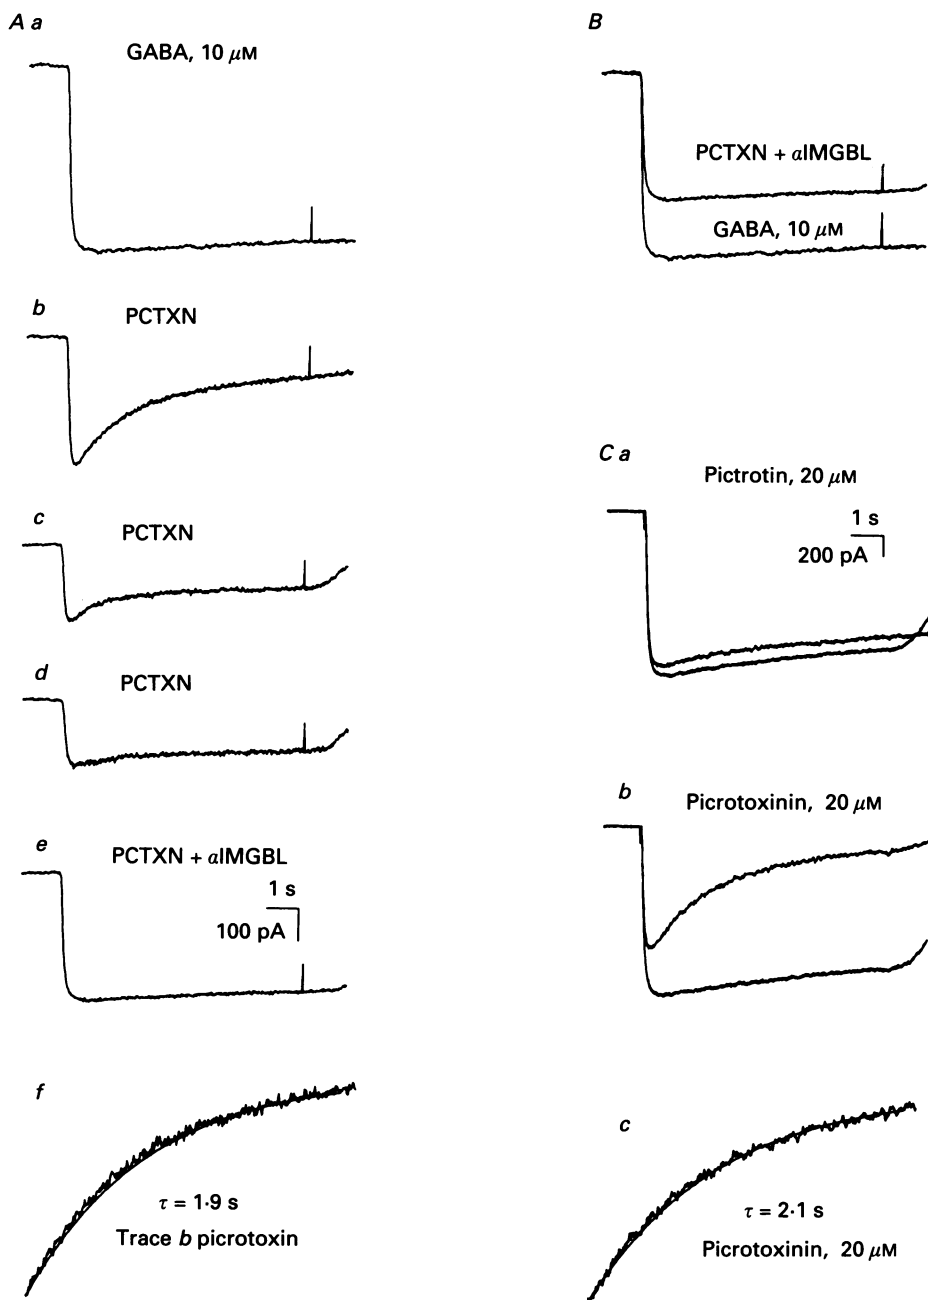 A a
GABA, 10 μM
b
PCTXN
c
PCTXN
d
PCTXN
e
PCTXN + αIMGBL
1 s
100 pA
f
τ = 1·9 s
Trace b picrotoxin
B
PCTXN + αIMGBL
GABA, 10 μM
C a
Pictrotin, 20 μM
1 s
200 pA
b
Picrotoxinin, 20 μM
c
τ = 2·1 s
Picrotoxinin, 20 μM